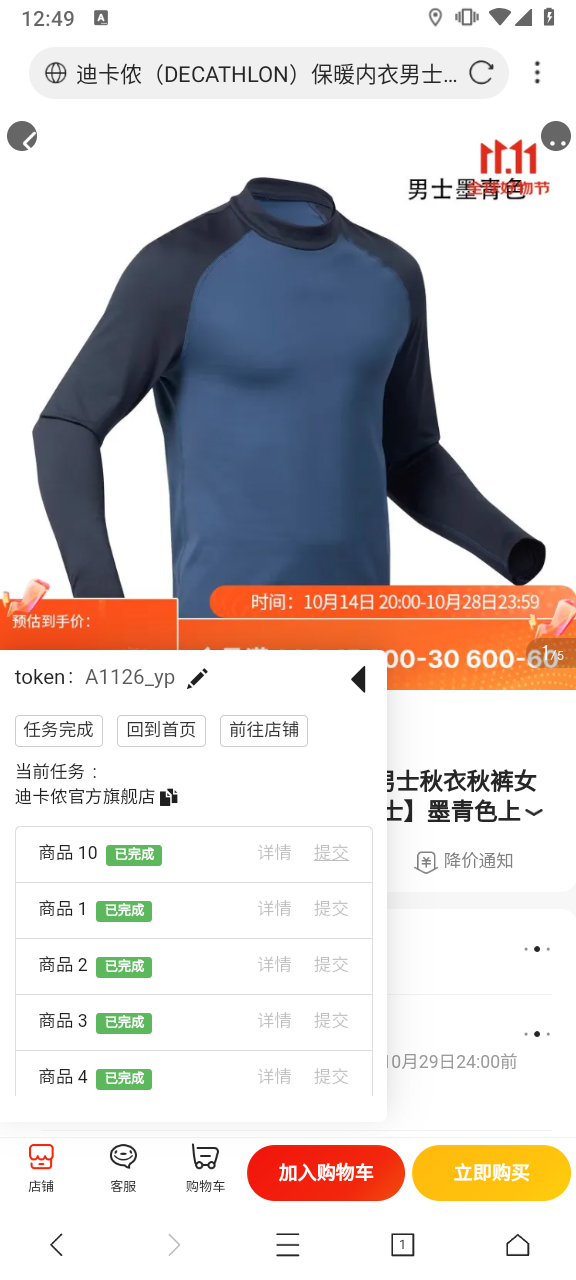 12:49
A
迪卡侬（DECATHLON）保暖内衣男士...
11.11
全球好物节
男士墨青色
时间：10月14日 20:00-10月28日23:59
预估到手价：
00-30 600-60
1/5
token：A1126_yp
任务完成
回到首页
前往店铺
当前任务：
迪卡侬官方旗舰店
男士秋衣秋裤女
士】墨青色上
降价通知
商品 10 已完成 详情 提交
商品 1 已完成 详情 提交
商品 2 已完成 详情 提交
商品 3 已完成 详情 提交
10月29日24:00前
商品 4 已完成 详情 提交
店铺
客服
购物车
加入购物车
立即购买
1